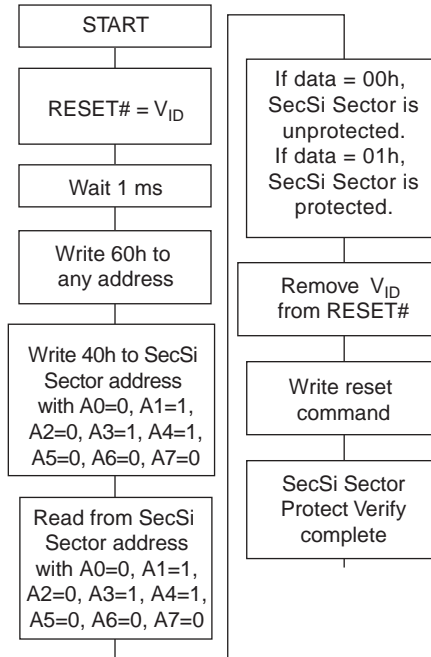 START
RESET# = VID
Wait 1 ms
Write 60h to
any address
Write 40h to SecSi
Sector address
with A0=0, A1=1,
A2=0, A3=1, A4=1,
A5=0, A6=0, A7=0
Read from SecSi
Sector address
with A0=0, A1=1,
A2=0, A3=1, A4=1,
A5=0, A6=0, A7=0
If data = 00h,
SecSi Sector is
unprotected.
If data = 01h,
SecSi Sector is
protected.
Remove VID
from RESET#
Write reset
command
SecSi Sector
Protect Verify
complete